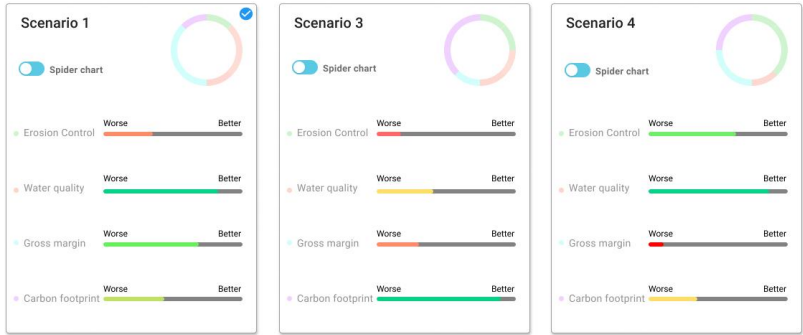 Scenario 1
Spider chart
Worse Better
Erosion Control
Worse Better
Water quality
Worse Better
Gross margin
Worse Better
Carbon footprint
Scenario 3
Spider chart
Worse Better
Erosion Control
Worse Better
Water quality
Worse Better
Gross margin
Worse Better
Carbon footprint
Scenario 4
Spider chart
Worse Better
Erosion Control
Worse Better
Water quality
Worse Better
Gross margin
Worse Better
Carbon footprint